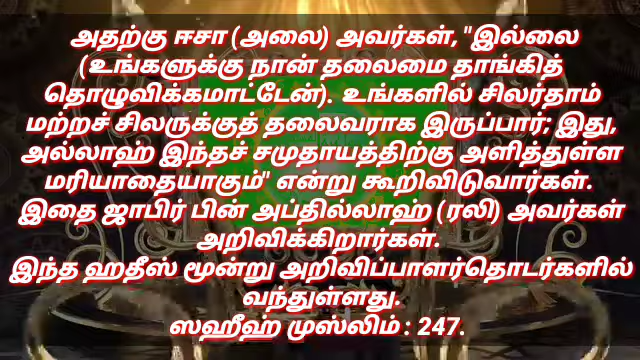 அதற்கு ஈசா (அலை) அவர்கள், "இல்லை
(உங்களுக்கு நான் தலைமை தாங்கித்
தொழுவிக்கமாட்டேன்). உங்களில் சிலர்தாம்
மற்றச் சிலருக்குத் தலைவராக இருப்பார்; இது,
அல்லாஹ் இந்தச் சமுதாயத்திற்கு அளித்துள்ள
மரியாதையாகும்" என்று கூறிவிடுவார்கள்.
இதை ஜாபிர் பின் அப்தில்லாஹ் (ரலி) அவர்கள்
அறிவிக்கிறார்கள்.
இந்த ஹதீஸ் மூன்று அறிவிப்பாளர்தொடர்களில்
வந்துள்ளது.
ஸஹீஹ் முஸ்லிம் : 247.